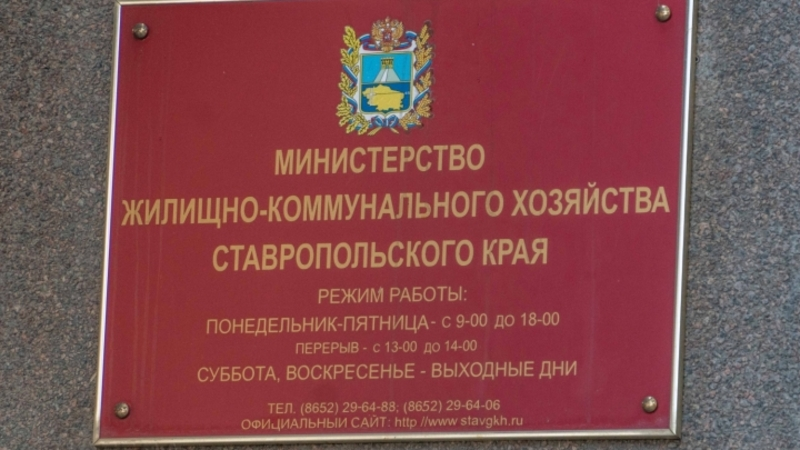 МИНИСТЕРСТВО
ЖИЛИЩНО-КОММУНАЛЬНОГО ХОЗЯЙСТВА
СТАВРОПОЛЬСКОГО КРАЯ
РЕЖИМ РАБОТЫ:
ПОНЕДЕЛЬНИК-ПЯТНИЦА - С 9-00 ДО 18-00
ПЕРЕРЫВ - С 13-00 ДО 14-00
СУББОТА, ВОСКРЕСЕНЬЕ - ВЫХОДНЫЕ ДНИ
ТЕЛ. (8652) 29-64-88; (8652) 29-64-06
ОФИЦИАЛЬНЫЙ САЙТ: http //www stavgkh.ru